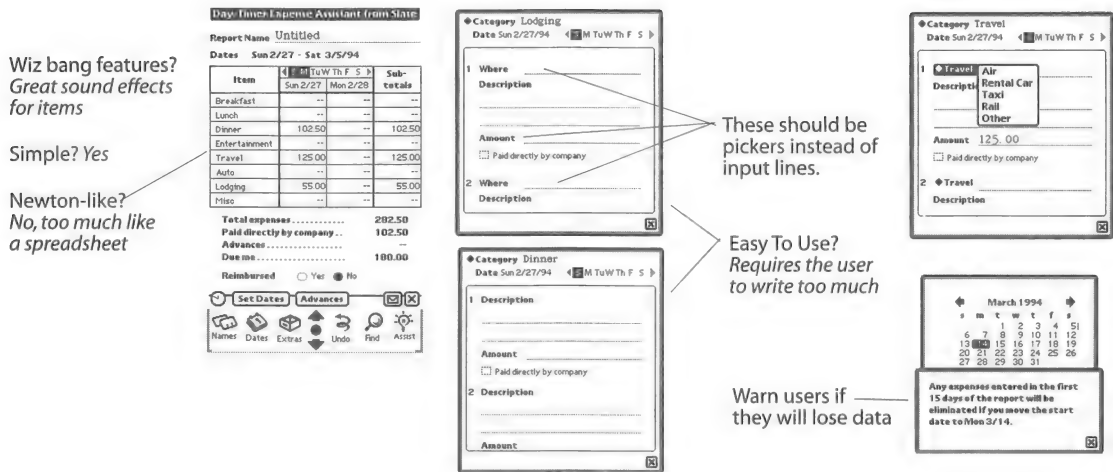 Wiz bang features?
Great sound effects
for items
Simple? Yes
Newton-like?
No, too much like
a spreadsheet
Day-Timer Expense Assistant from Slate
Report Name Untitled
Dates Sun 2/27 - Sat 3/5/94
Item S M Tu W Th F S Sub-totals
Sun 2/27 Mon 2/28
Breakfast -- --
Lunch -- --
Dinner 102.50 -- 102.50
Entertainment -- --
Travel 125.00 -- 125.00
Auto -- --
Lodging 55.00 -- 55.00
Misc -- --
Total expenses .............. 282.50
Paid directly by company .. 102.50
Advances .................... --
Due me ...................... 180.00
Reimbursed Yes No
Set Dates Advances
Names Dates Extras Undo Find Assist
Category Lodging
Date Sun 2/27/94 S M Tu W Th F S
1 Where
Description
Amount
Paid directly by company
2 Where
Description
Category Dinner
Date Sun 2/27/94 S M Tu W Th F S
1 Description
Amount
Paid directly by company
2 Description
Amount
These should be
pickers instead of
input lines.
Easy To Use?
Requires the user
to write too much
Category Travel
Date Sun 2/27/94 S M Tu W Th F S
1 Travel
Air
Rental Car
Taxi
Rail
Other
Descriptio
Amount 125.00
Paid directly by company
2 Travel
Description
Warn users if
they will lose data
March 1994
s m t w t f s
1 2 3 4 5
6 7 8 9 10 11 12
13 14 15 16 17 18 19
20 21 22 23 24 25 26
27 28 29 30 31
Any expenses entered in the first
15 days of the report will be
eliminated if you move the start
date to Mon 3/14.